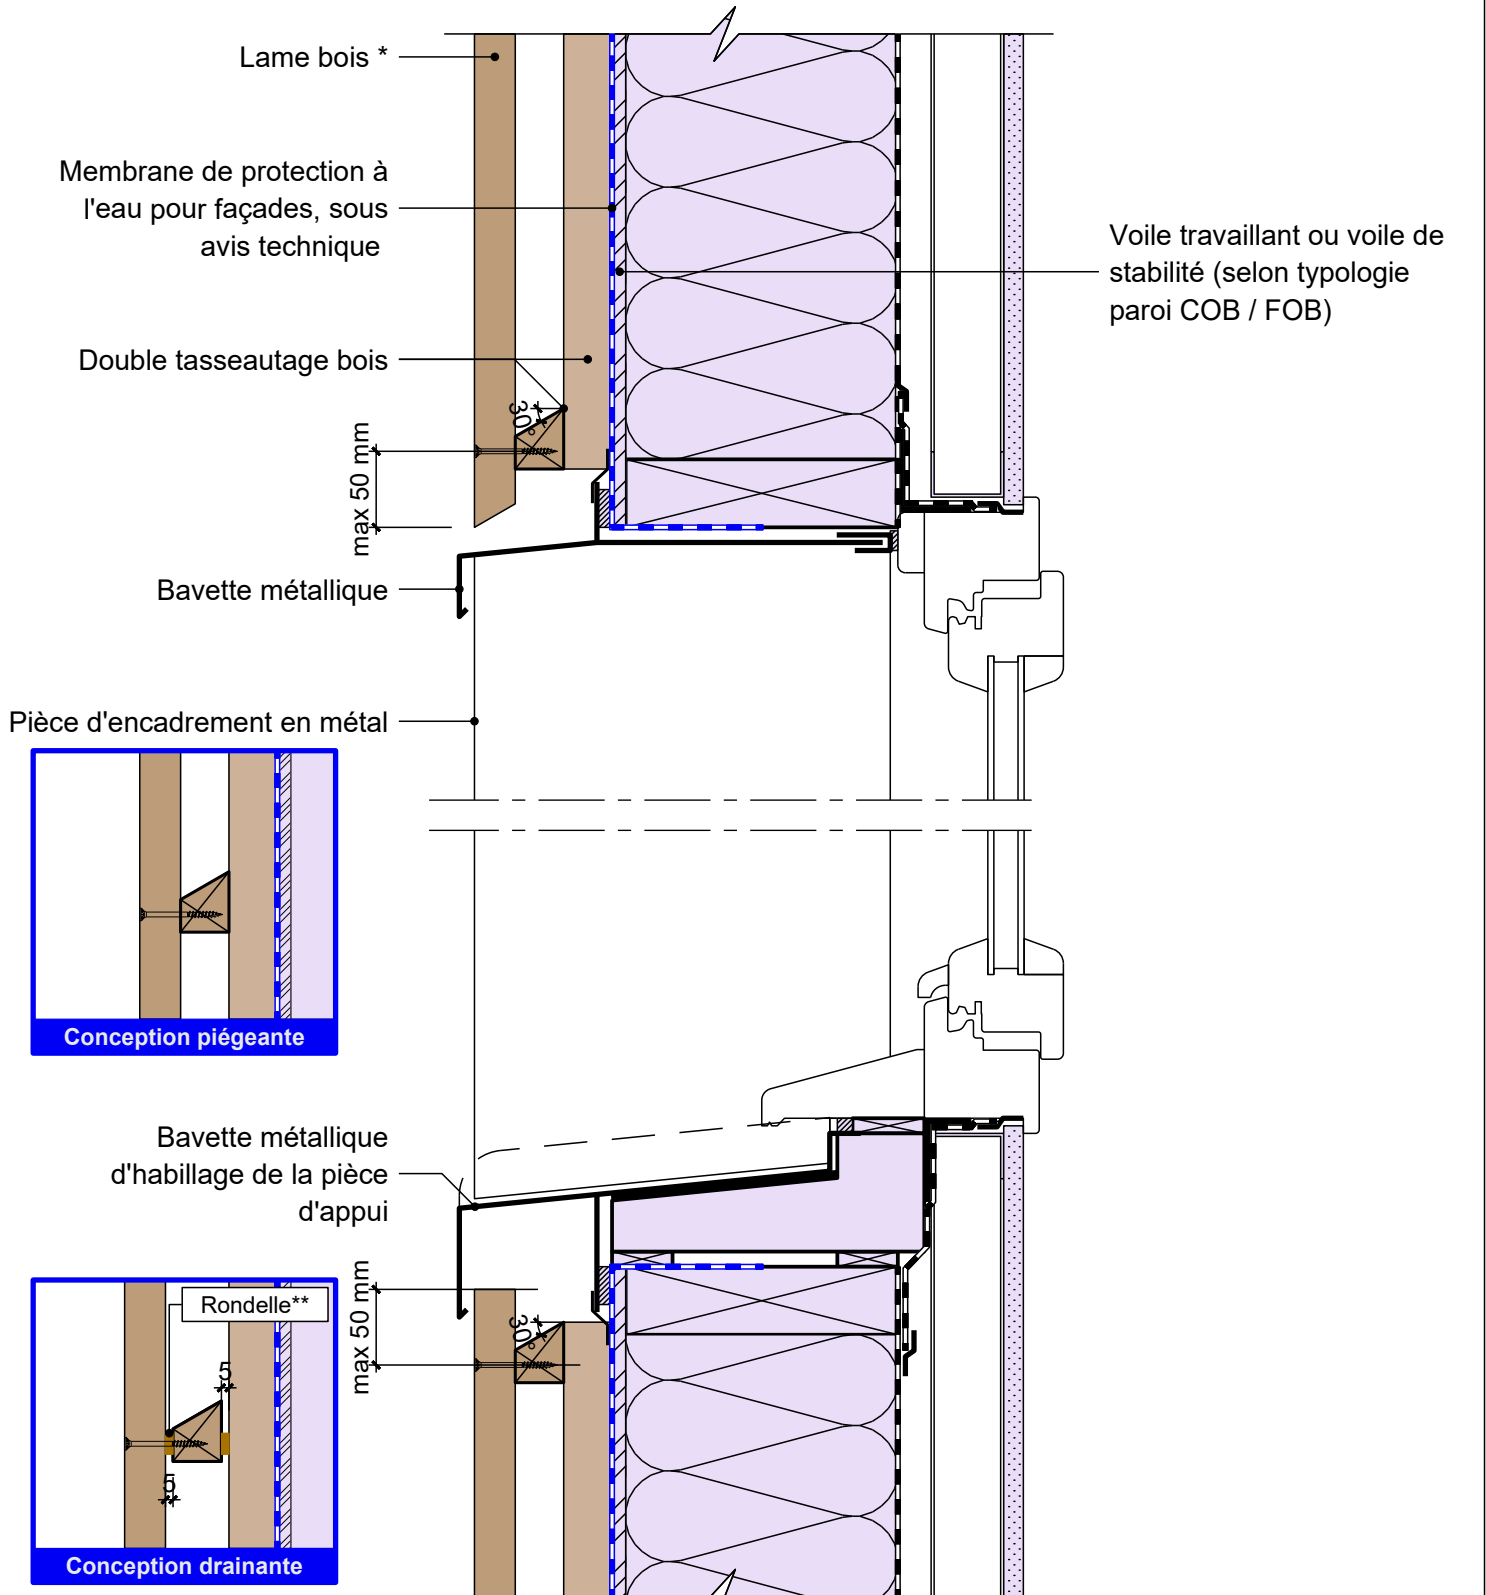 Lame bois *
Membrane de protection à
l'eau pour façades, sous
avis technique
Voile travaillant ou voile de
stabilité (selon typologie
paroi COB / FOB)
Double tasseautage bois
30°
max 50 mm
Bavette métallique
Pièce d'encadrement en métal
Conception piégeante
Bavette métallique
d'habillage de la pièce
d'appui
max 50 mm
30°
Rondelle**
5
5
Conception drainante